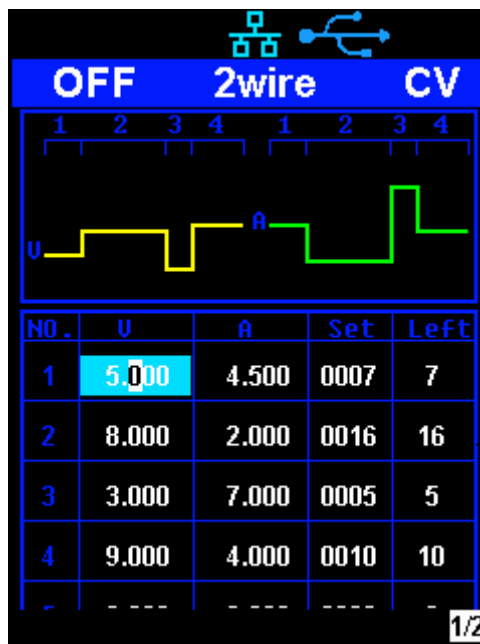 OFF 2wire CV
1 2 3 4 1 2 3 4
V A
NO. V A Set Left
1 5.000 4.500 0007 7
2 8.000 2.000 0016 16
3 3.000 7.000 0005 5
4 9.000 4.000 0010 10
1/2